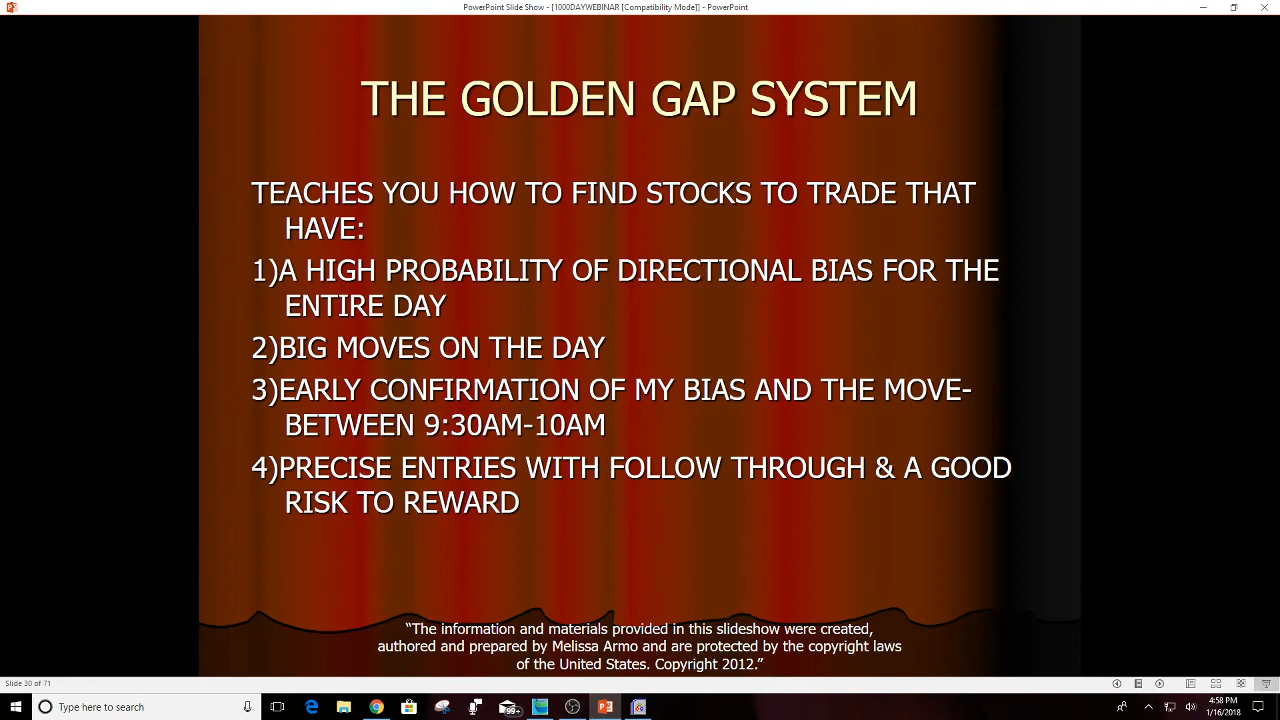 PowerPoint Slide Show - [1000DAYWEBINAR [Compatibility Mode]] - PowerPoint
THE GOLDEN GAP SYSTEM
TEACHES YOU HOW TO FIND STOCKS TO TRADE THAT
HAVE:
1)A HIGH PROBABILITY OF DIRECTIONAL BIAS FOR THE
ENTIRE DAY
2)BIG MOVES ON THE DAY
3)EARLY CONFIRMATION OF MY BIAS AND THE MOVE-
BETWEEN 9:30AM-10AM
4)PRECISE ENTRIES WITH FOLLOW THROUGH & A GOOD
RISK TO REWARD
“The information and materials provided in this slideshow were created,
authored and prepared by Melissa Armo and are protected by the copyright laws
of the United States. Copyright 2012.”
Slide 30 of 71
Type here to search
99+
4:58 PM
1/16/2018